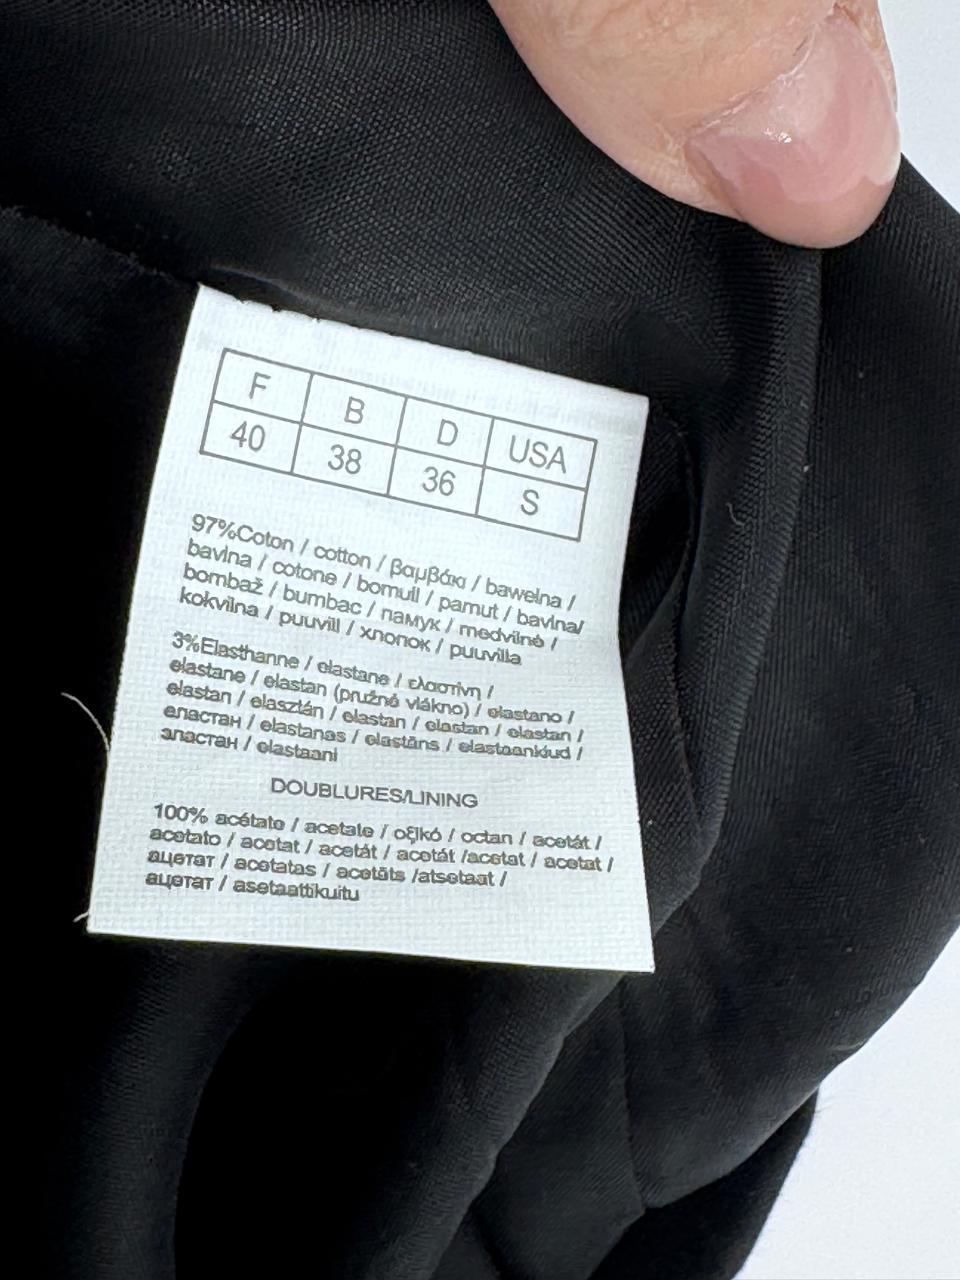 F B D USA
40 38 36 S
97%Coton / cotton / βαμβάκι / bawełna /
bavlna / cotone / bomull / pamut / bavlna/
bombaž / bumbac / памук / medvilnė /
kokvilna / puuvill / хлопок / puuvilla
3%Elasthanne / elastane / ελαστίνη /
elastane / elastan (pružné vlákno) / elastano /
elastan / elasztán / elastan / elastan / elastan /
еластан / elastanas / elastāns / elastaankiud /
эластан / elastaani
DOUBLURES/LINING
100% acétate / acetate / οξικό / octan / acetát /
acetato / acetat / acetát / acetát /acetat / acetat /
ацетат / acetatas / acetāts /atsetaat /
ацетат / asetaattikuitu